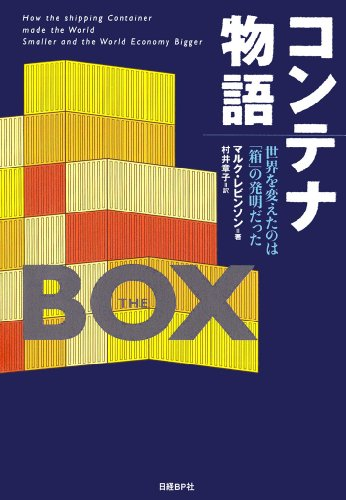 How the shipping Container
made the World
Smaller and the World Economy Bigger
コンテナ
物語
世界を変えたのは
「箱」の発明だった
マルク・レビンソン=著
村井章子=訳
THE
BOX
日経BP社